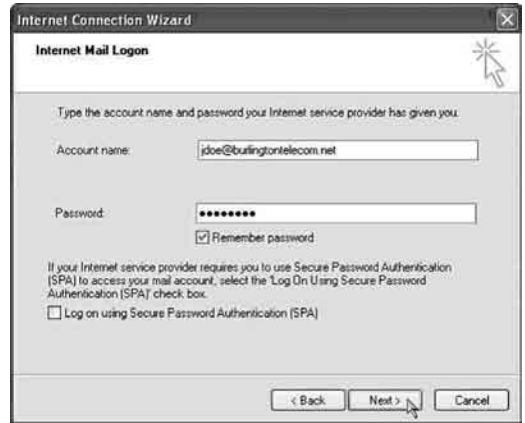 Internet Connection Wizard
Internet Mail Logon
Type the account name and password your Internet service provider has given you.
Account name:
jdoe@burlingtontelecom.net
Password:
Remember password
If your Internet service provider requires you to use Secure Password Authentication
(SPA) to access your mail account, select the 'Log On Using Secure Password
Authentication (SPA)' check box.
Log on using Secure Password Authentication (SPA)
< Back
Next >
Cancel